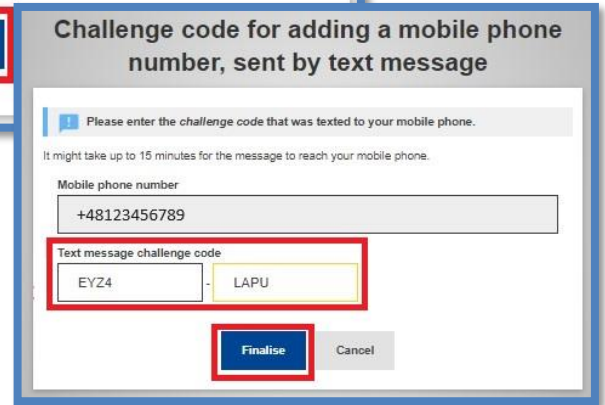 Challenge code for adding a mobile phone
number, sent by text message
Please enter the challenge code that was texted to your mobile phone.
It might take up to 15 minutes for the message to reach your mobile phone.
Mobile phone number
+48123456789
Text message challenge code
EYZ4 - LAPU
Finalise Cancel